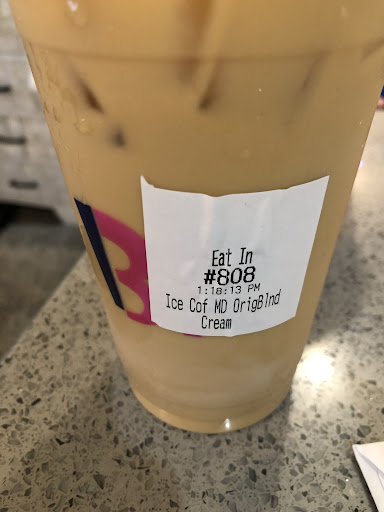 Eat In
#808
1:18:13 PM
Ice Cof MD OrigBlnd
Cream